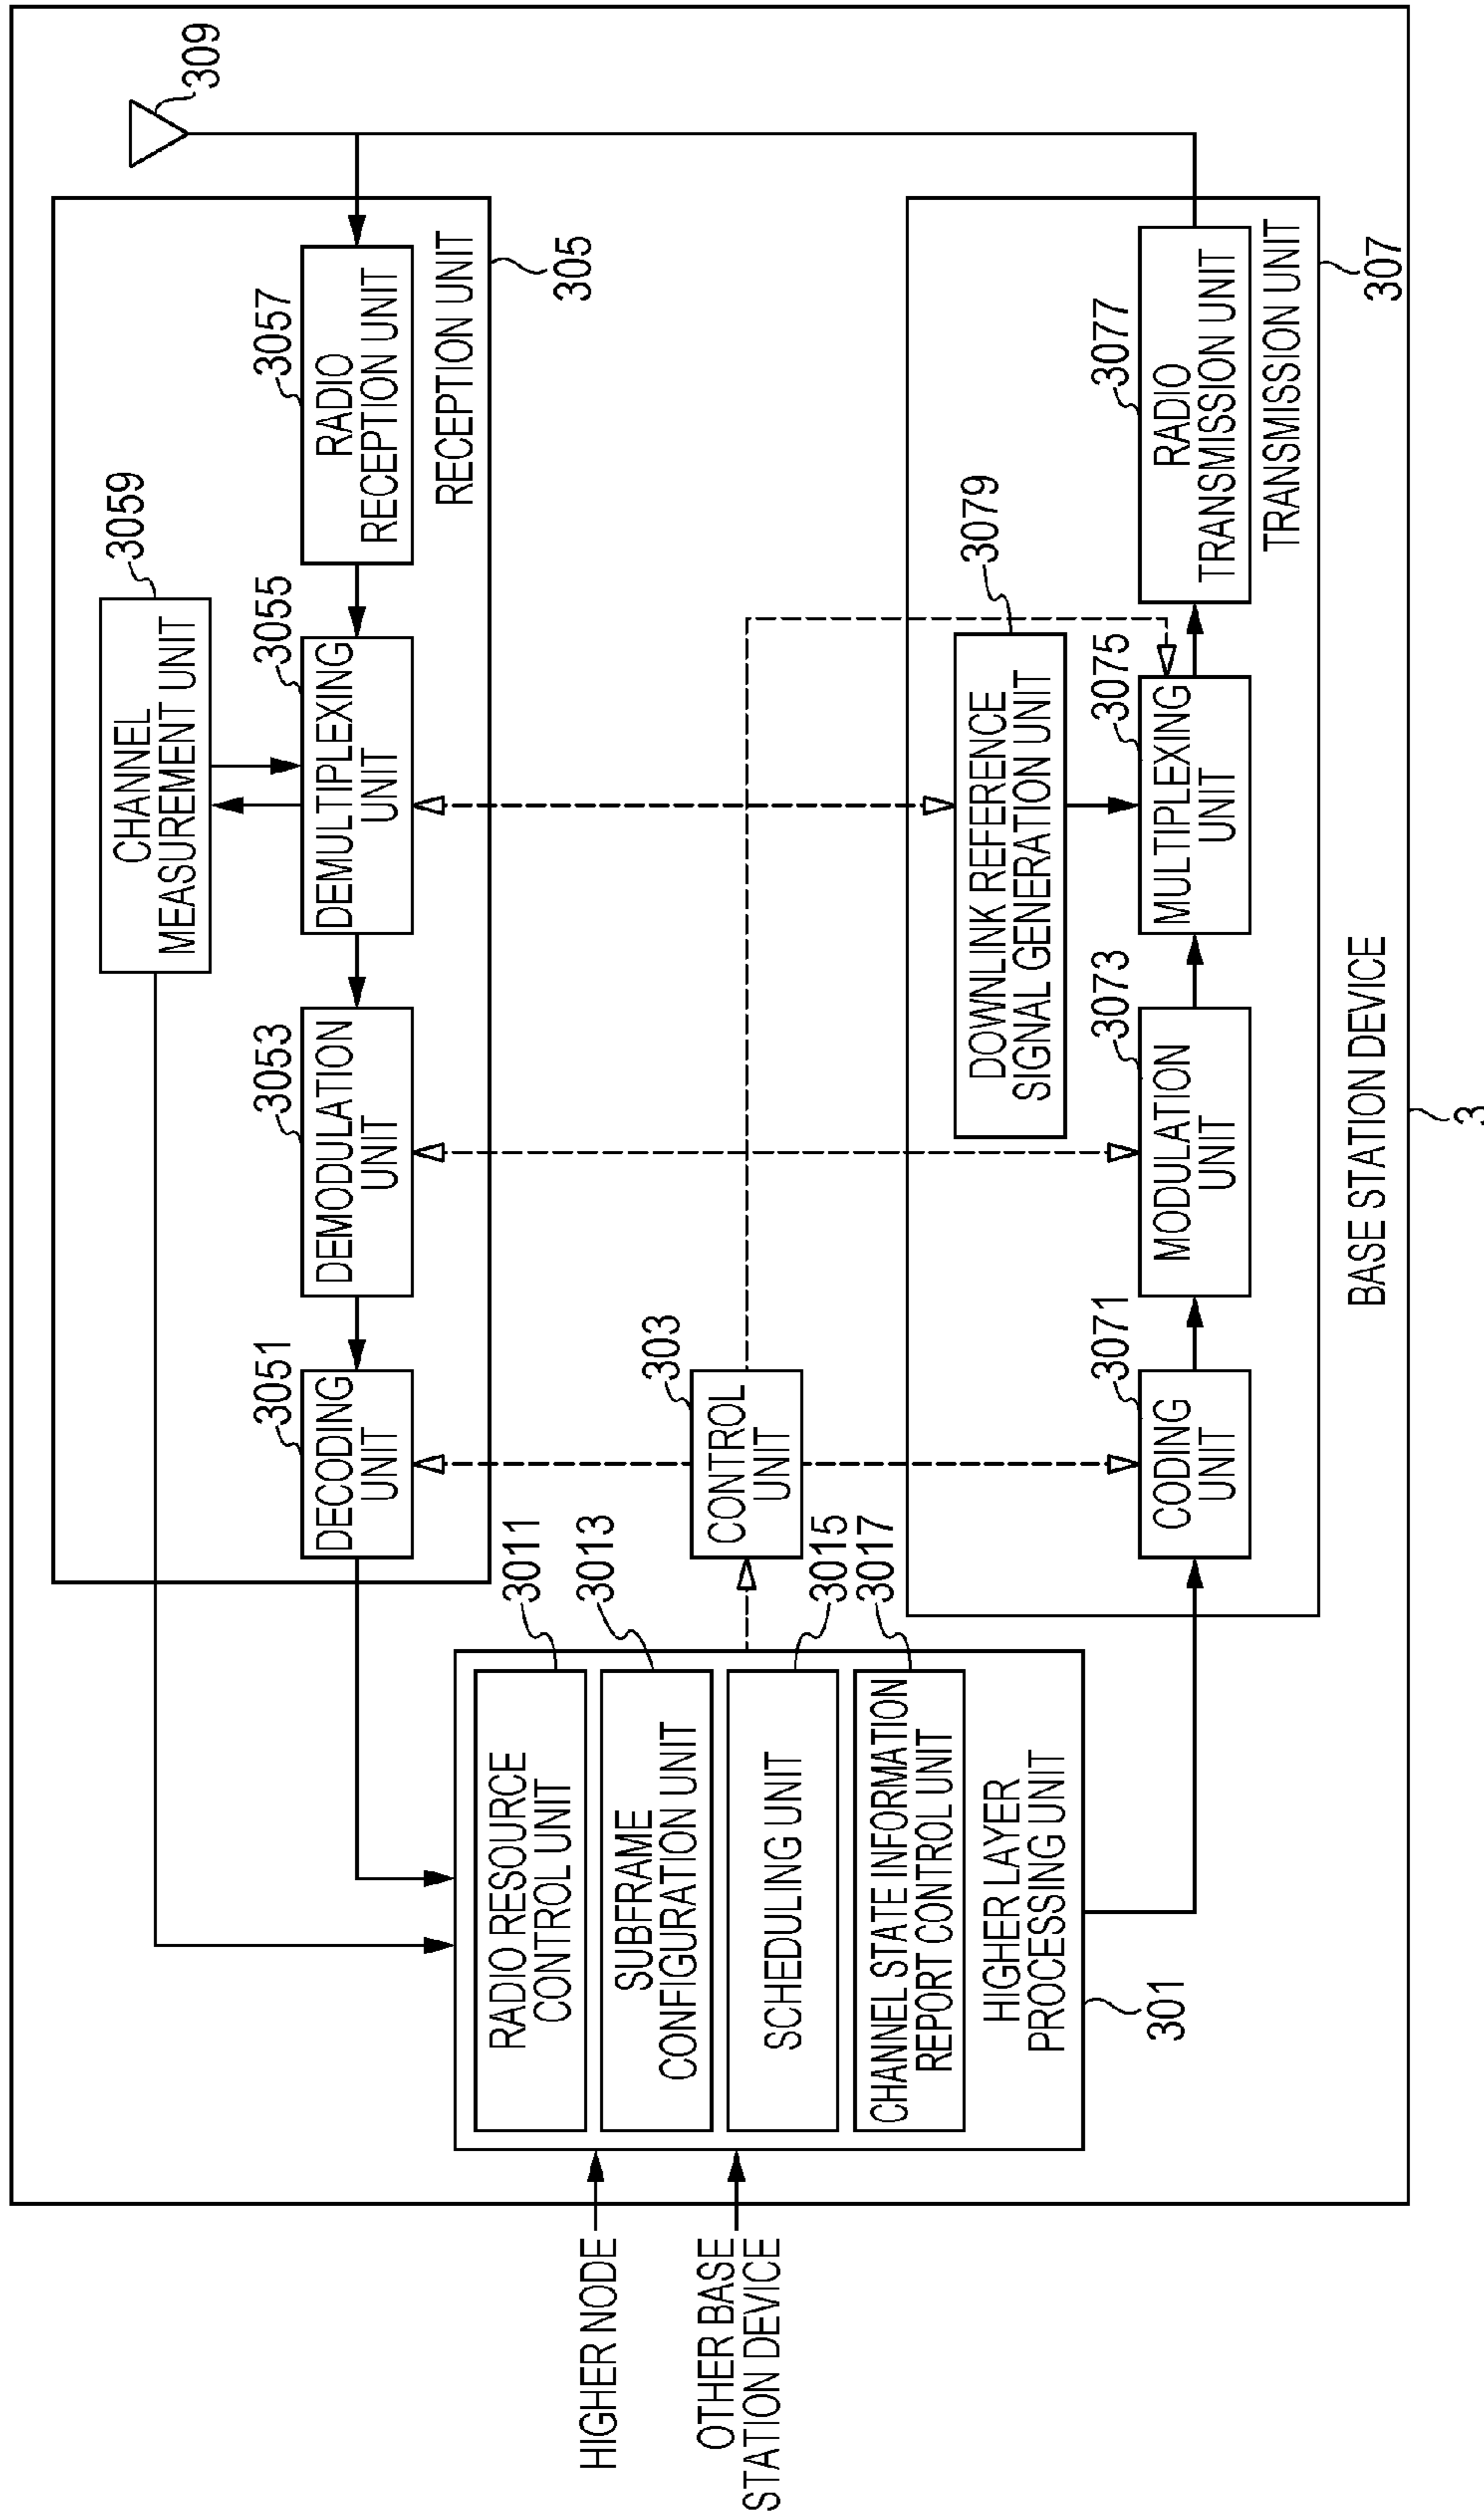 HIGHER NODE
OTHER BASE
STATION DEVICE
RADIO RESOURCE
CONTROL UNIT
3011
SUBFRAME
CONFIGURATION UNIT
3013
SCHEDULING UNIT
3015
CHANNEL STATE INFORMATION
REPORT CONTROL UNIT
3017
HIGHER LAYER
PROCESSING UNIT
301
CONTROL
UNIT
303
DECODING
UNIT
3051
DEMODULATION
UNIT
3053
DEMULTIPLEXING
UNIT
3055
RADIO
RECEPTION UNIT
3057
CHANNEL
MEASUREMENT UNIT
3059
RECEPTION UNIT
305
309
CODING
UNIT
3071
MODULATION
UNIT
3073
MULTIPLEXING
UNIT
3075
RADIO
TRANSMISSION UNIT
3077
DOWNLINK REFERENCE
SIGNAL GENERATION UNIT
3079
TRANSMISSION UNIT
307
BASE STATION DEVICE
3